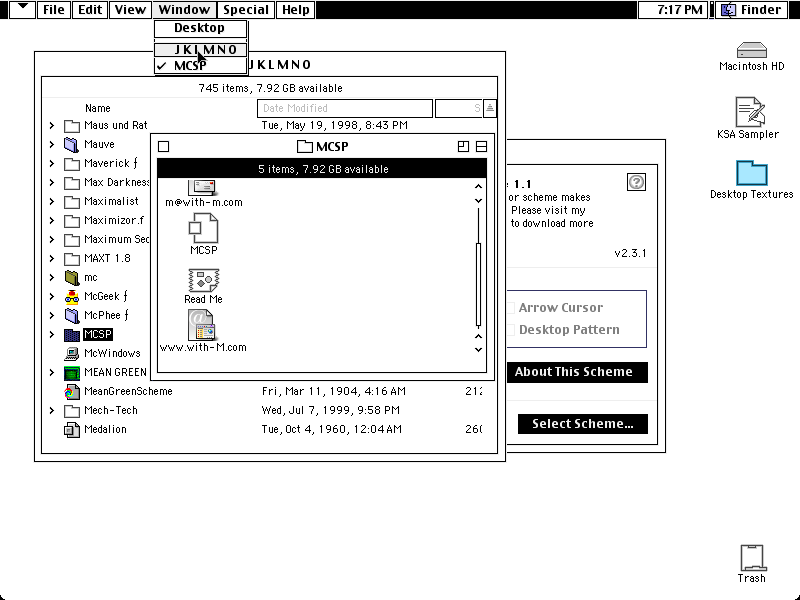 File Edit View Window Special Help 7:17 PM Finder
Desktop
J K L M N O
MCSP
J K L M N O
745 items, 7.92 GB available
Name Date Modified S
Maus und Rat Tue, May 19, 1998, 8:43 PM
Mauve
Maverick ƒ
Max Darkness
Maximalist
Maximizor.f
Maximum Sec
MAXT 1.8
mc
McGeek ƒ
McPhee ƒ
MCSP
McWindows
MEAN GREEN
MeanGreenScheme Fri, Mar 11, 1904, 4:16 AM 212
Mech-Tech Wed, Jul 7, 1999, 9:58 PM
Medalion Tue, Oct 4, 1960, 12:04 AM 260
MCSP
5 items, 7.92 GB available
m@with-m.com
MCSP
Read Me
www.with-M.com
e 1.1
or scheme makes
Please visit my
to download more
v2.3.1
Arrow Cursor
Desktop Pattern
About This Scheme
Select Scheme...
Macintosh HD
KSA Sampler
Desktop Textures
Trash